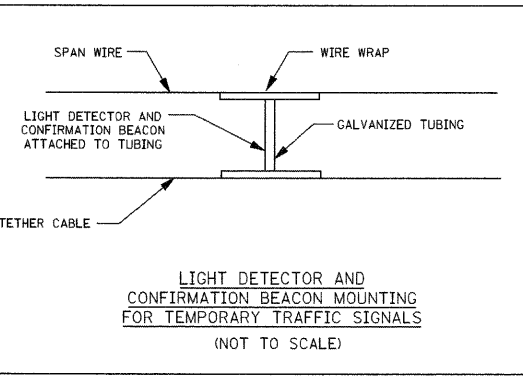 SPAN WIRE
WIRE WRAP
LIGHT DETECTOR AND
CONFIRMATION BEACON
ATTACHED TO TUBING
GALVANIZED TUBING
TETHER CABLE
LIGHT DETECTOR AND
CONFIRMATION BEACON MOUNTING
FOR TEMPORARY TRAFFIC SIGNALS
(NOT TO SCALE)